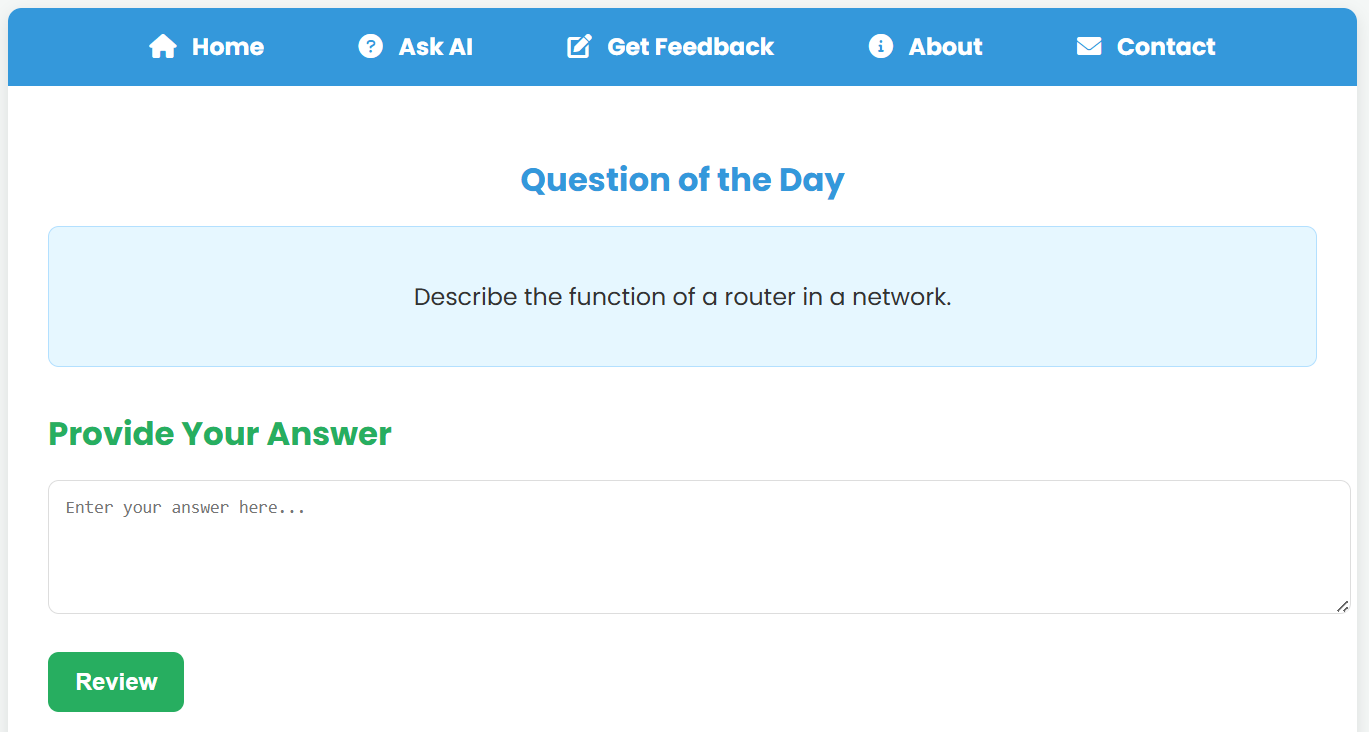 Home Ask AI Get Feedback About Contact
Question of the Day
Describe the function of a router in a network.
Provide Your Answer
Enter your answer here...
Review